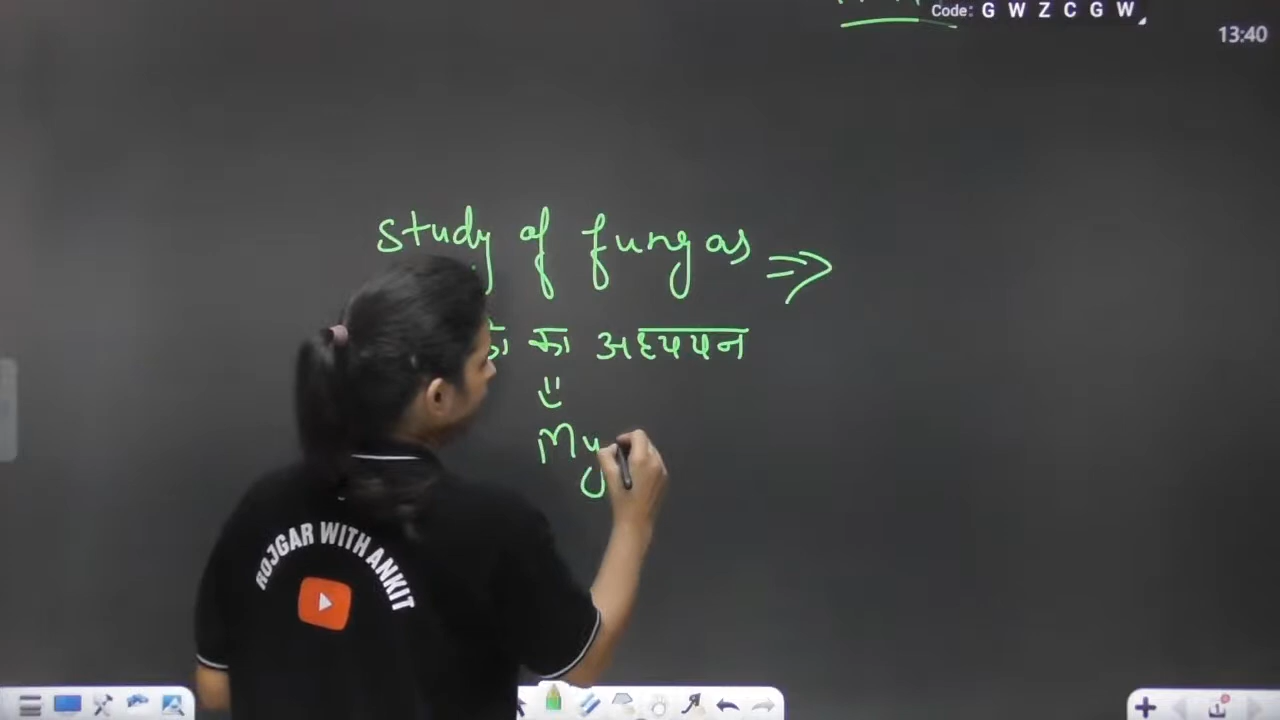 Code: G W Z C G W
13:40
study of fungas ⇒
का अध्ययन
My
ROJGAR WITH ANKIT